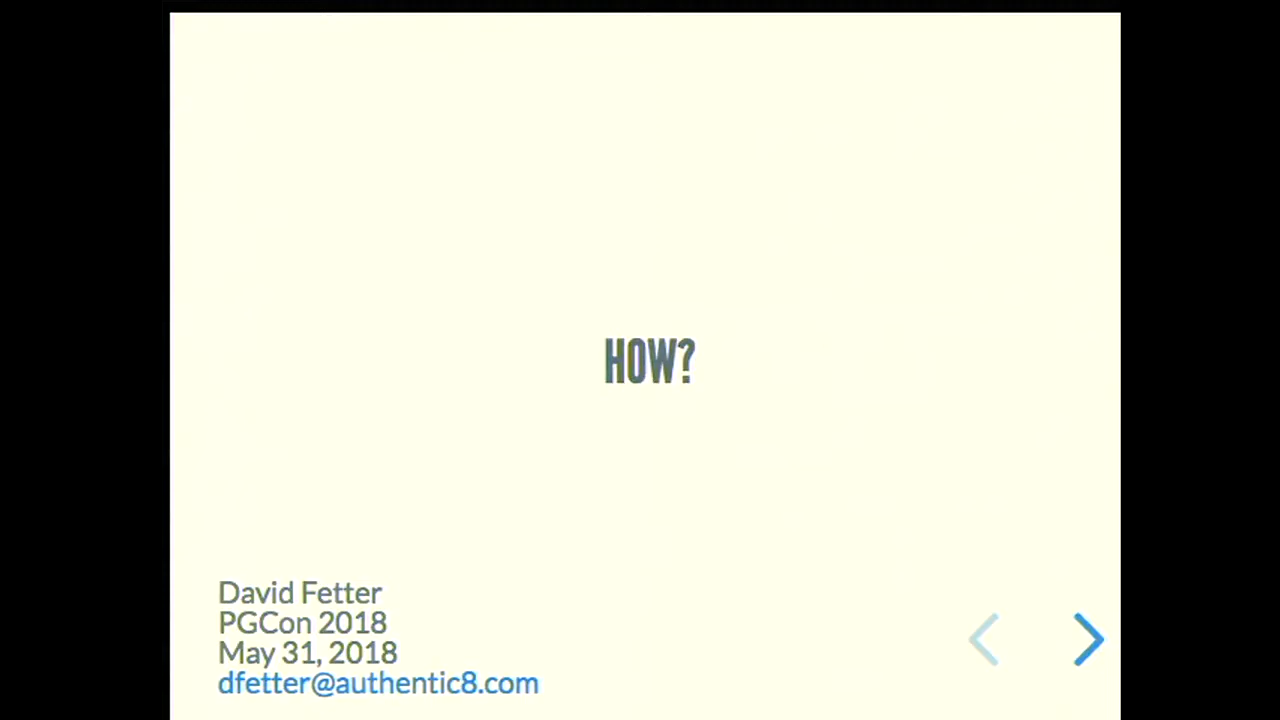 HOW?
David Fetter
PGCon 2018
May 31, 2018
dfetter@authentic8.com